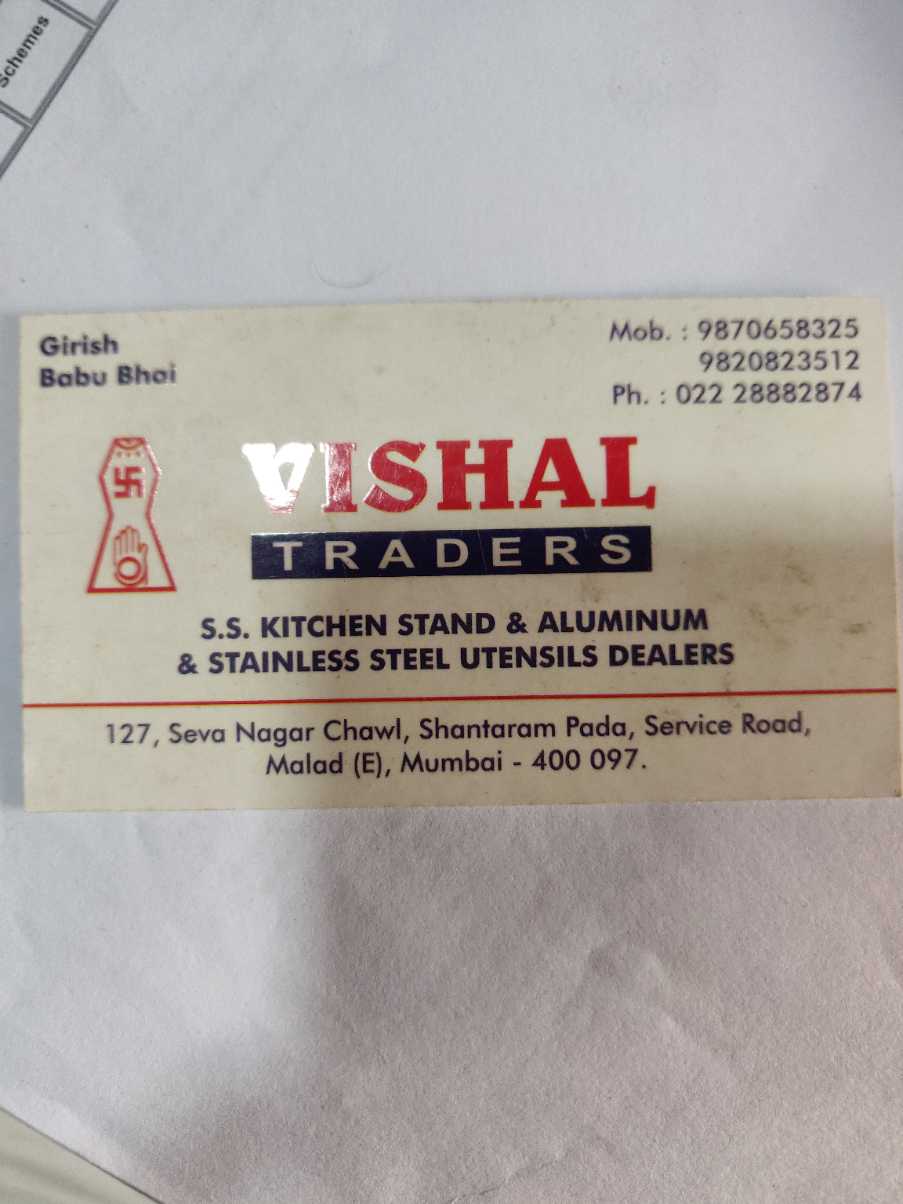 Schemes
Girish
Babu Bhai
Mob. : 9870658325
9820823512
Ph. : 022 28882874
VISHAL
TRADERS
S.S. KITCHEN STAND & ALUMINUM
& STAINLESS STEEL UTENSILS DEALERS
127, Seva Nagar Chawl, Shantaram Pada, Service Road,
Malad (E), Mumbai - 400 097.